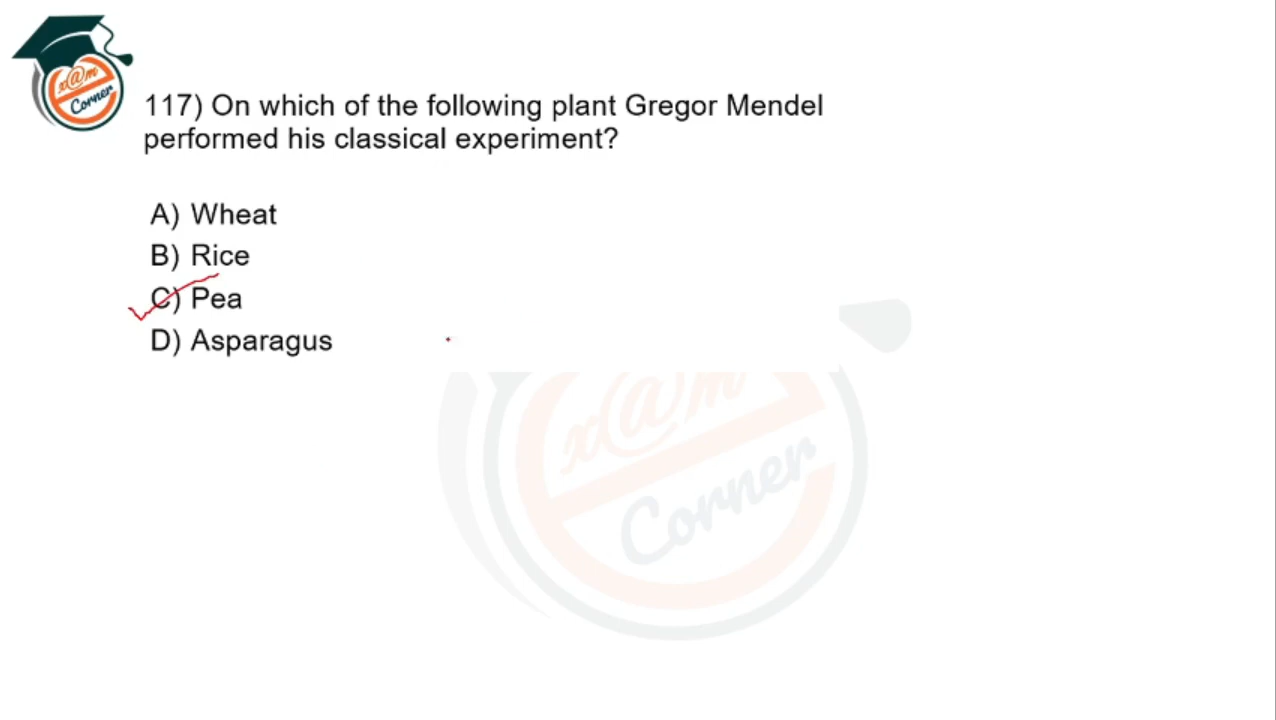 x@m
Corner
117) On which of the following plant Gregor Mendel
performed his classical experiment?
A) Wheat
B) Rice
C) Pea
D) Asparagus
x@m
Corner